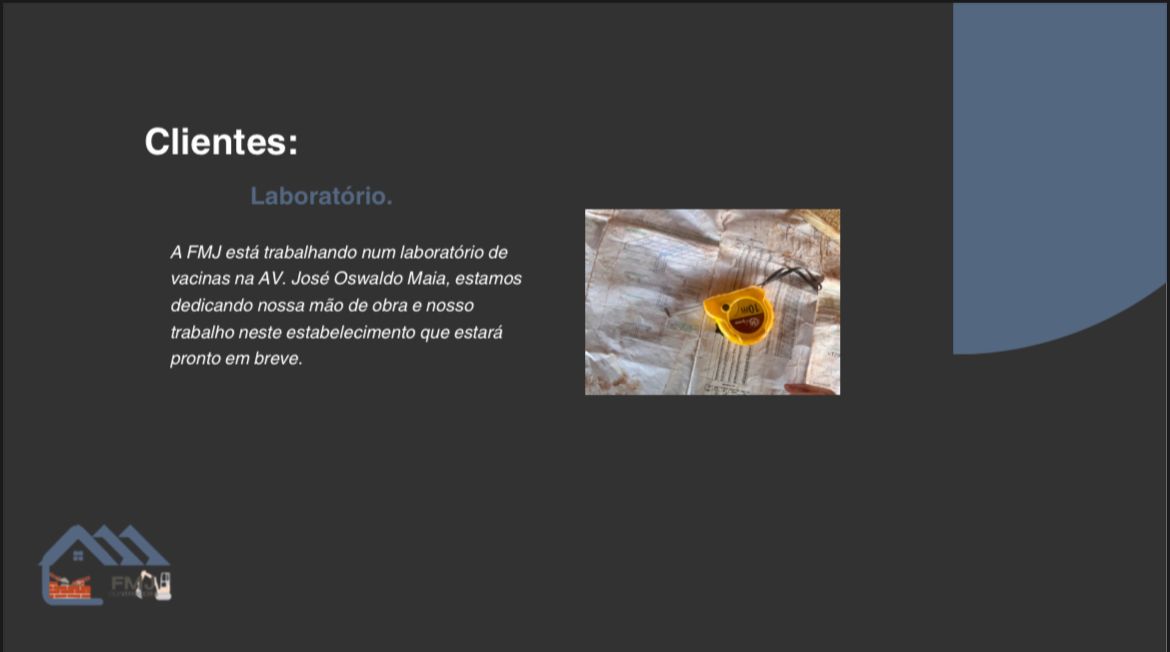 Clientes:
Laboratório.
A FMJ está trabalhando num laboratório de
vacinas na AV. José Oswaldo Maia, estamos
dedicando nossa mão de obra e nosso
trabalho neste estabelecimento que estará
pronto em breve.
10m
FMJ